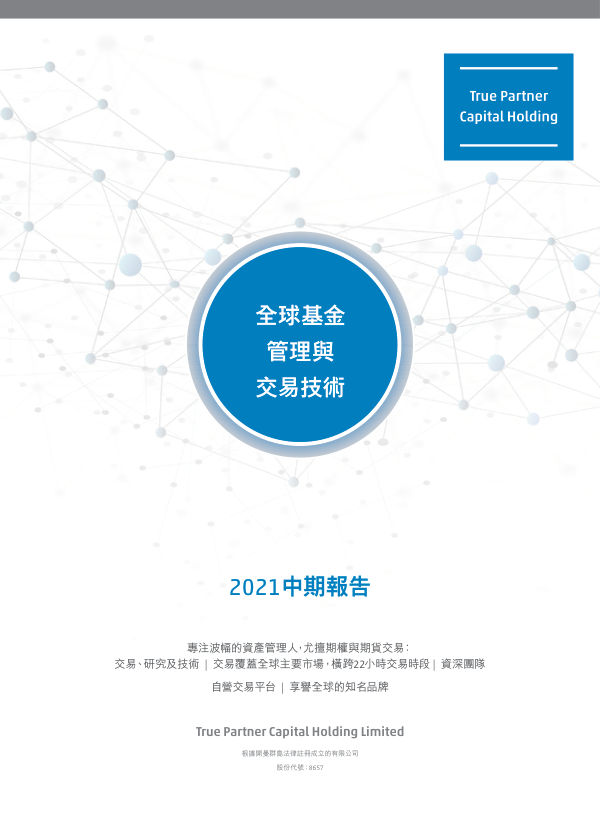 True Partner
Capital Holding
全球基金
管理與
交易技術
2021中期報告
專注波幅的資產管理人，尤擅期權與期貨交易：
交易、研究及技術 | 交易覆蓋全球主要市場，橫跨22小時交易時段 | 資深團隊
自營交易平台 | 享譽全球的知名品牌
True Partner Capital Holding Limited
根據開曼群島法律註冊成立的有限公司
股份代號：8657